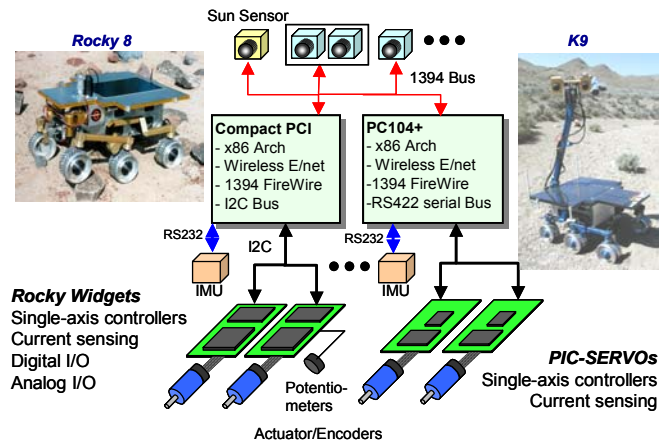 Sun Sensor
Rocky 8
K9
1394 Bus
Compact PCI
- x86 Arch
- Wireless E/net
- 1394 FireWire
- I2C Bus
PC104+
- x86 Arch
- Wireless E/net
-1394 FireWire
-RS422 serial Bus
RS232
I2C
RS232
IMU
IMU
Rocky Widgets
Single-axis controllers
Current sensing
Digital I/O
Analog I/O
Potentio-
meters
PIC-SERVOs
Single-axis controllers
Current sensing
Actuator/Encoders